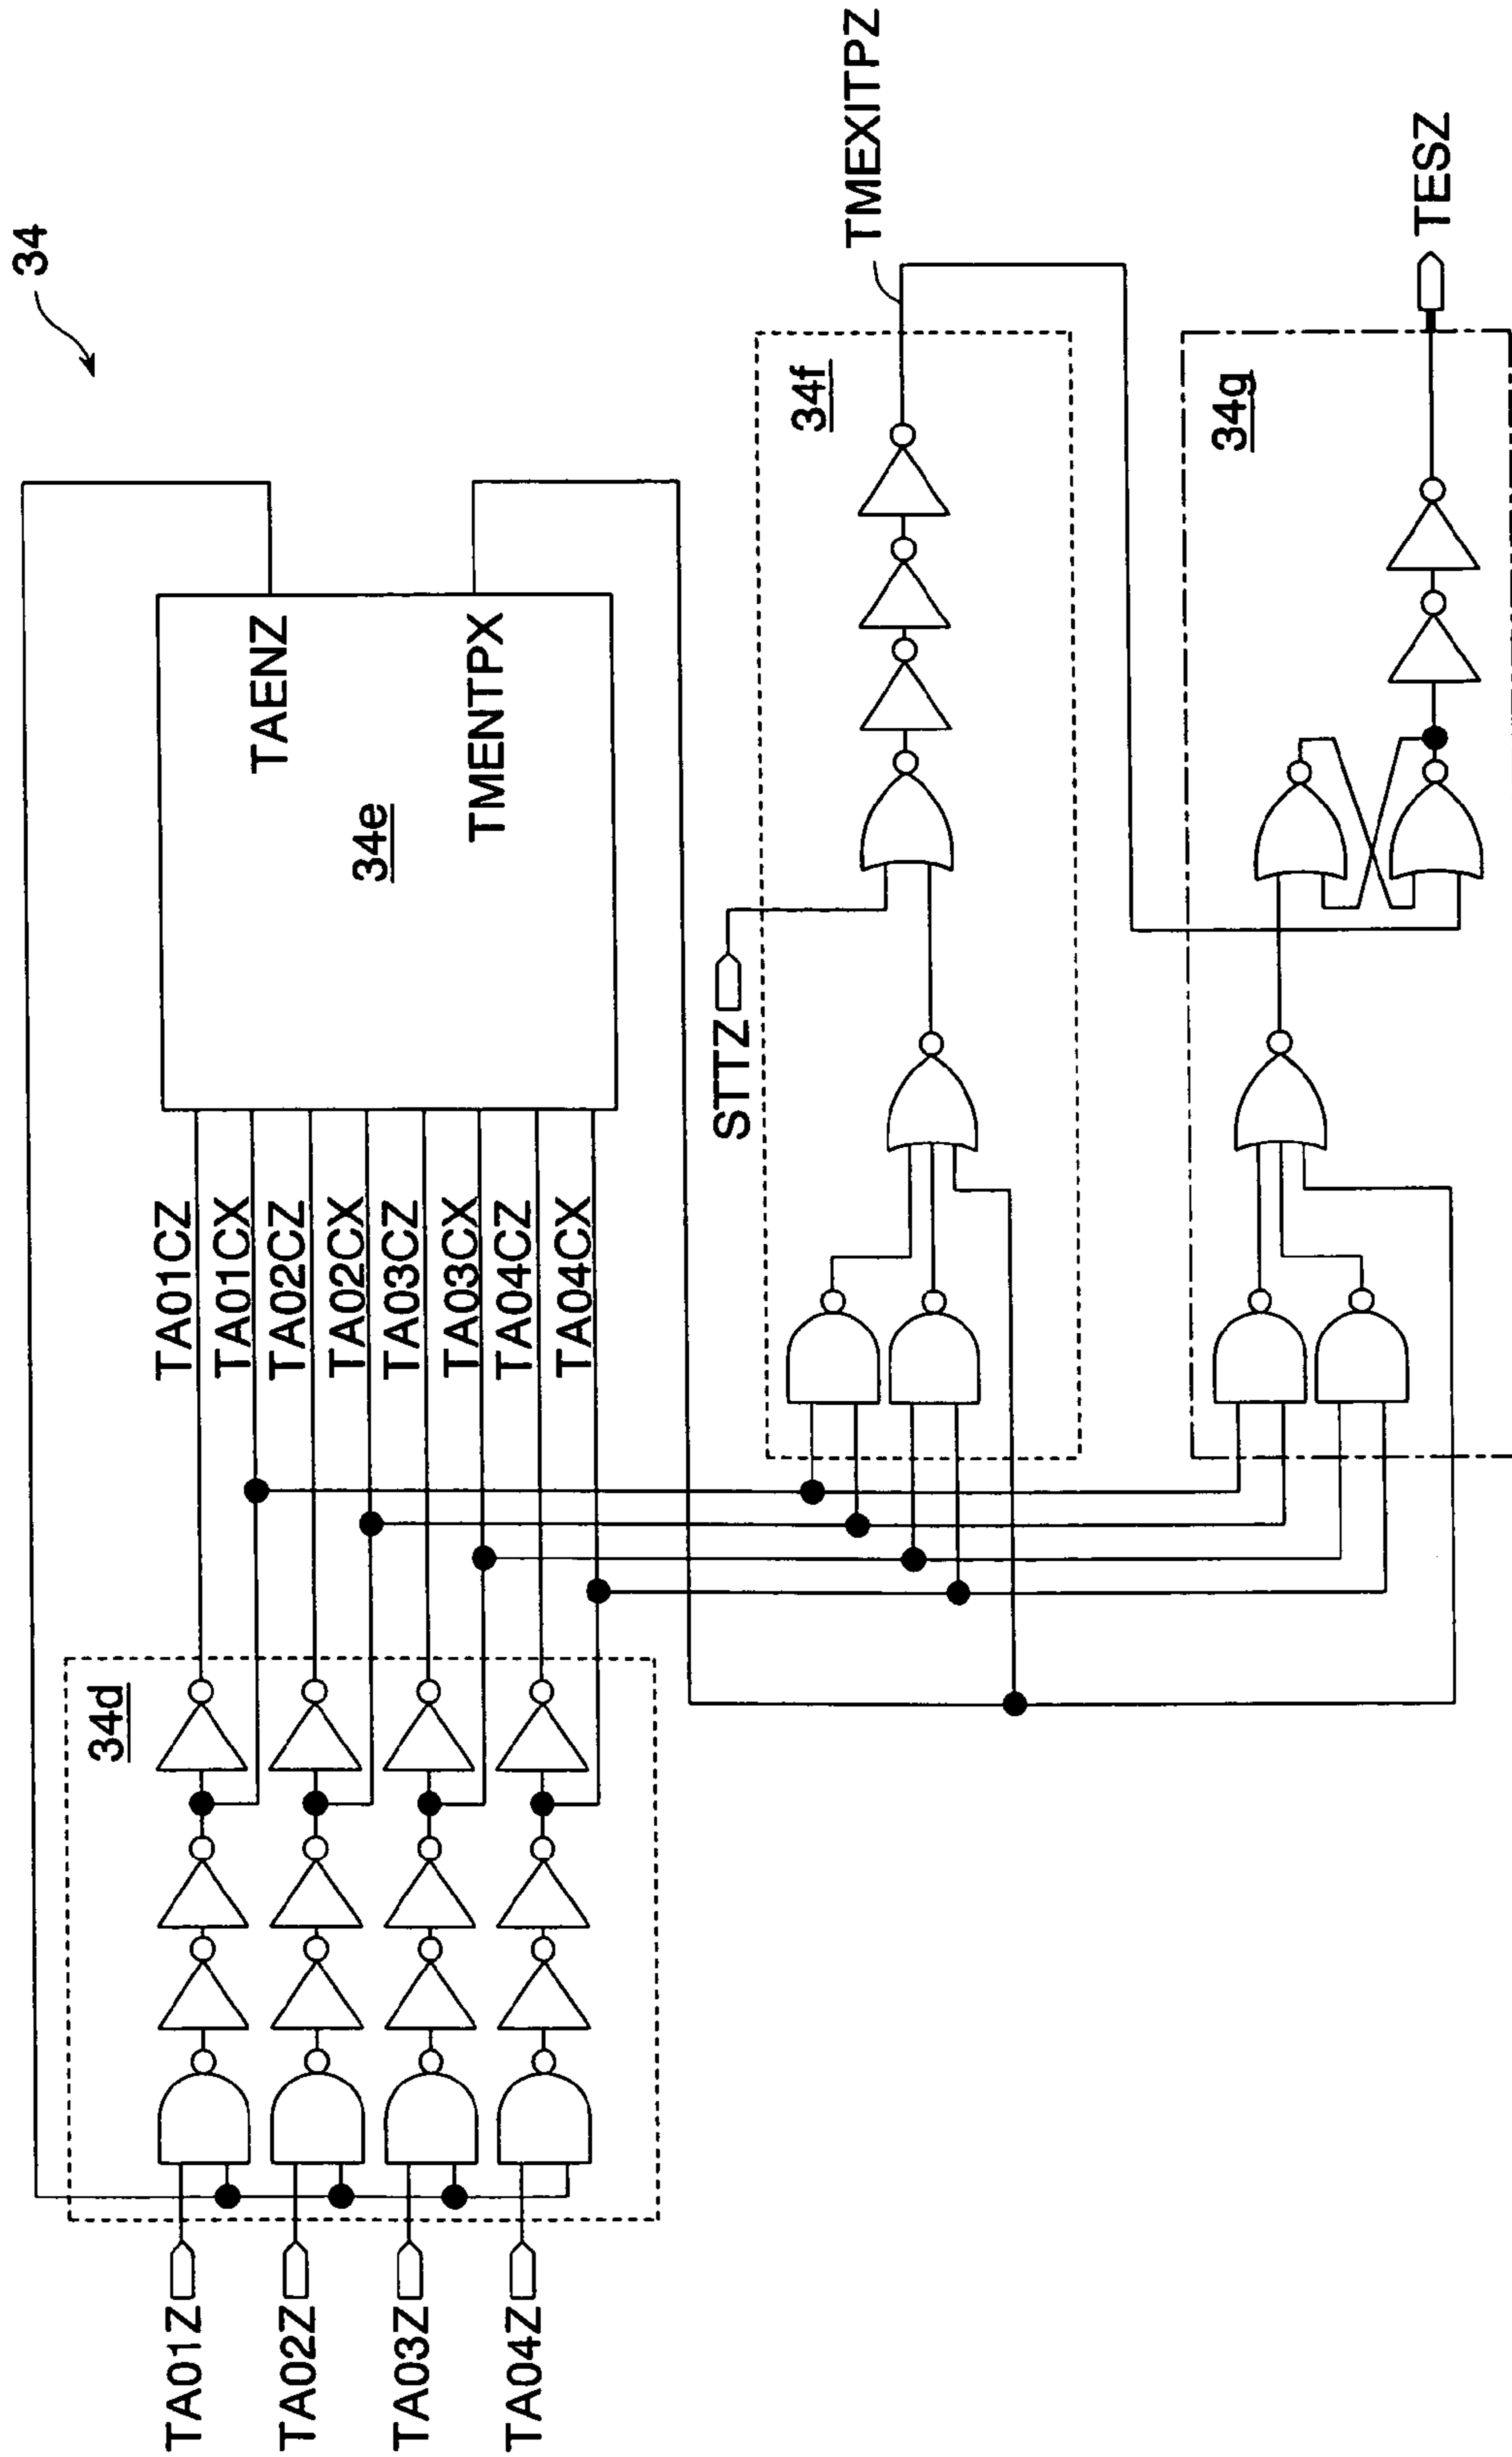 34
34d
TA01Z
TA02Z
TA03Z
TA04Z
TA01CZ
TA01CX
TA02CZ
TA02CX
TA03CZ
TA03CX
TA04CZ
TA04CX
34e
TAENZ
TMENTPX
STTZ
34f
TMEXITPZ
34g
TESZ